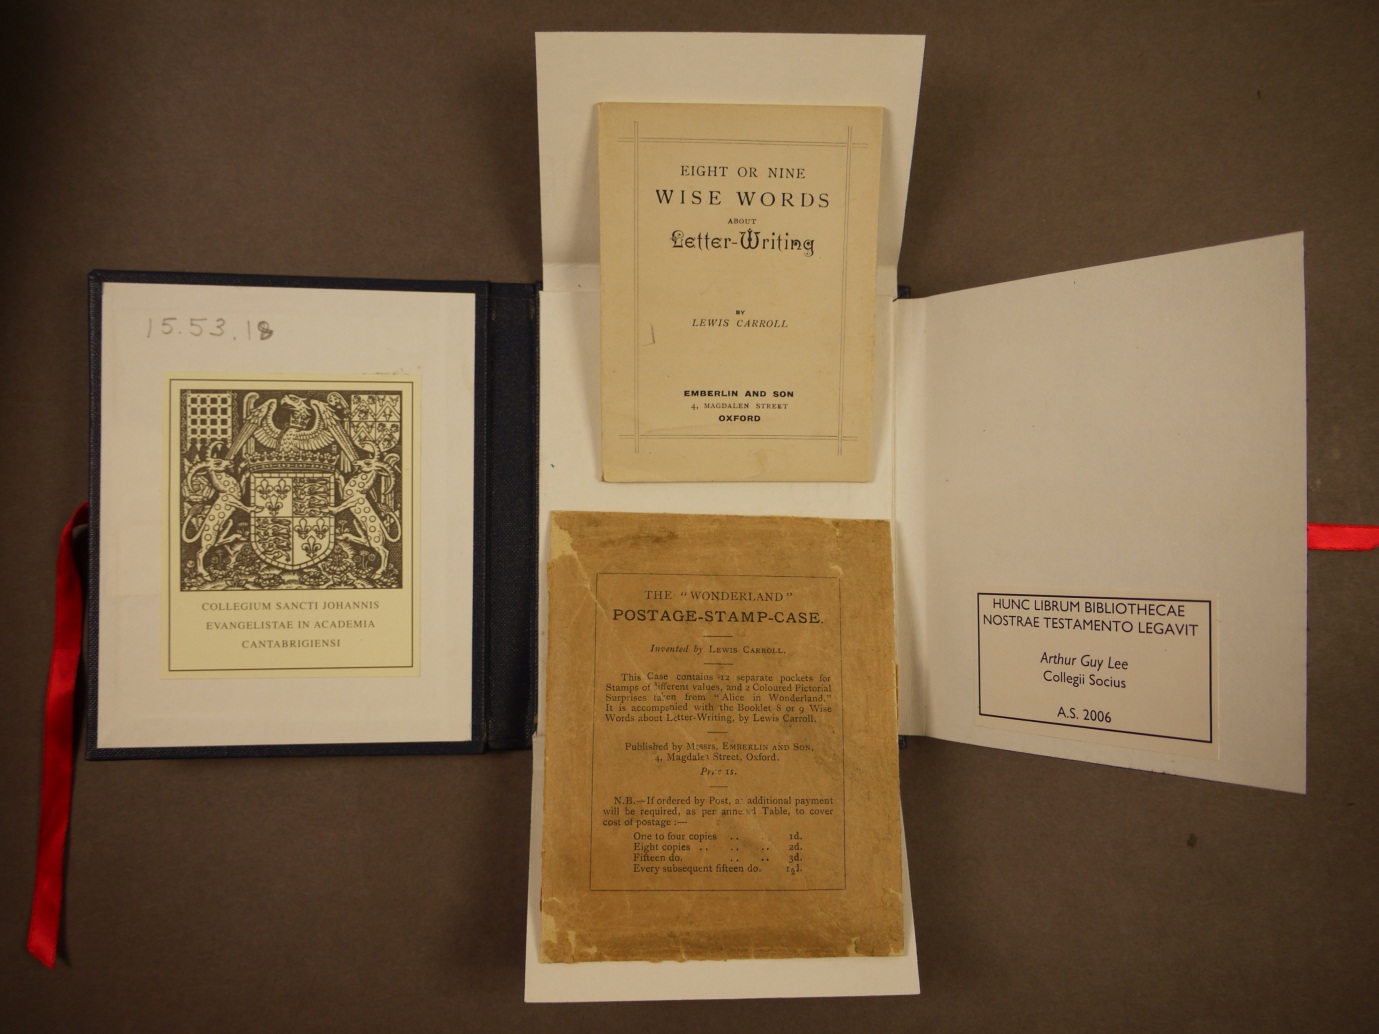 15.53.18
COLLEGIUM SANCTI JOHANNIS
EVANGELISTAE IN ACADEMIA
CANTABRIGIENSI
EIGHT OR NINE
WISE WORDS
ABOUT
Letter-Writing
BY
LEWIS CARROLL
EMBERLIN AND SON
4, MAGDALEN STREET
OXFORD
THE "WONDERLAND"
POSTAGE-STAMP-CASE.
Invented by LEWIS CARROLL.
This Case contains 12 separate pockets for
Stamps of different values, and 2 Coloured Pictorial
Surprises taken from "Alice in Wonderland."
It is accompanied with the Booklet 8 or 9 Wise
Words about Letter-Writing, by Lewis Carroll.
Published by Messrs. EMBERLIN AND SON,
4, Magdalen Street, Oxford.
Price 1s.
N.B.—If ordered by Post, an additional payment
will be required, as per annexed Table, to cover
cost of postage :—
One to four copies .. 1d.
Eight copies .. .. .. 2d.
Fifteen do. .. .. 3d.
Every subsequent fifteen do. 1½d.
HUNC LIBRUM BIBLIOTHECAE
NOSTRAE TESTAMENTO LEGAVIT
Arthur Guy Lee
Collegii Socius
A.S. 2006